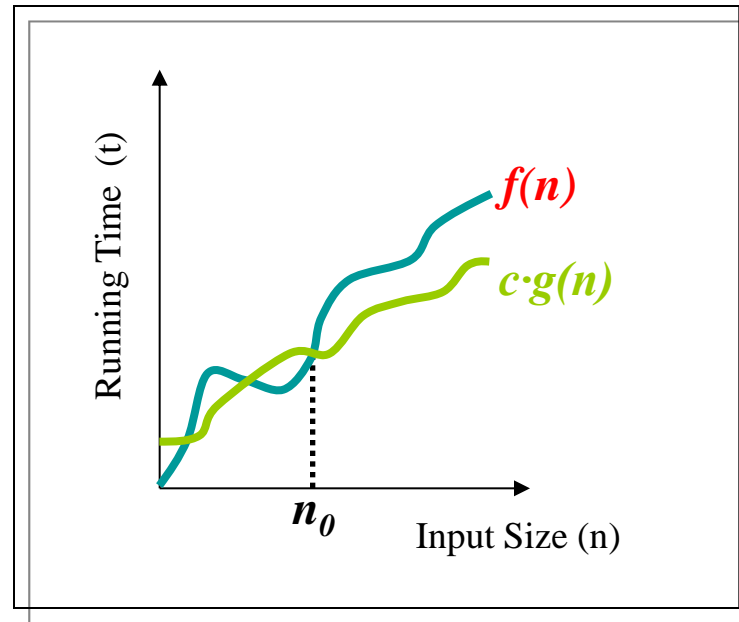 Running Time (t)
f(n)
c·g(n)
n0
Input Size (n)